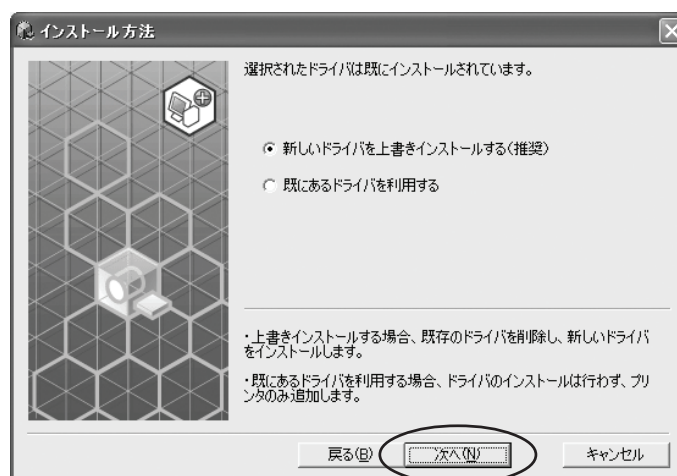 インストール方法
選択されたドライバは既にインストールされています。
新しいドライバを上書きインストールする(推奨)
既にあるドライバを利用する
・上書きインストールする場合、既存のドライバを削除し、新しいドライバ
をインストールします。
・既にあるドライバを利用する場合、ドライバのインストールは行わず、プリ
ンタのみ追加します。
戻る(B) 次へ(N) キャンセル